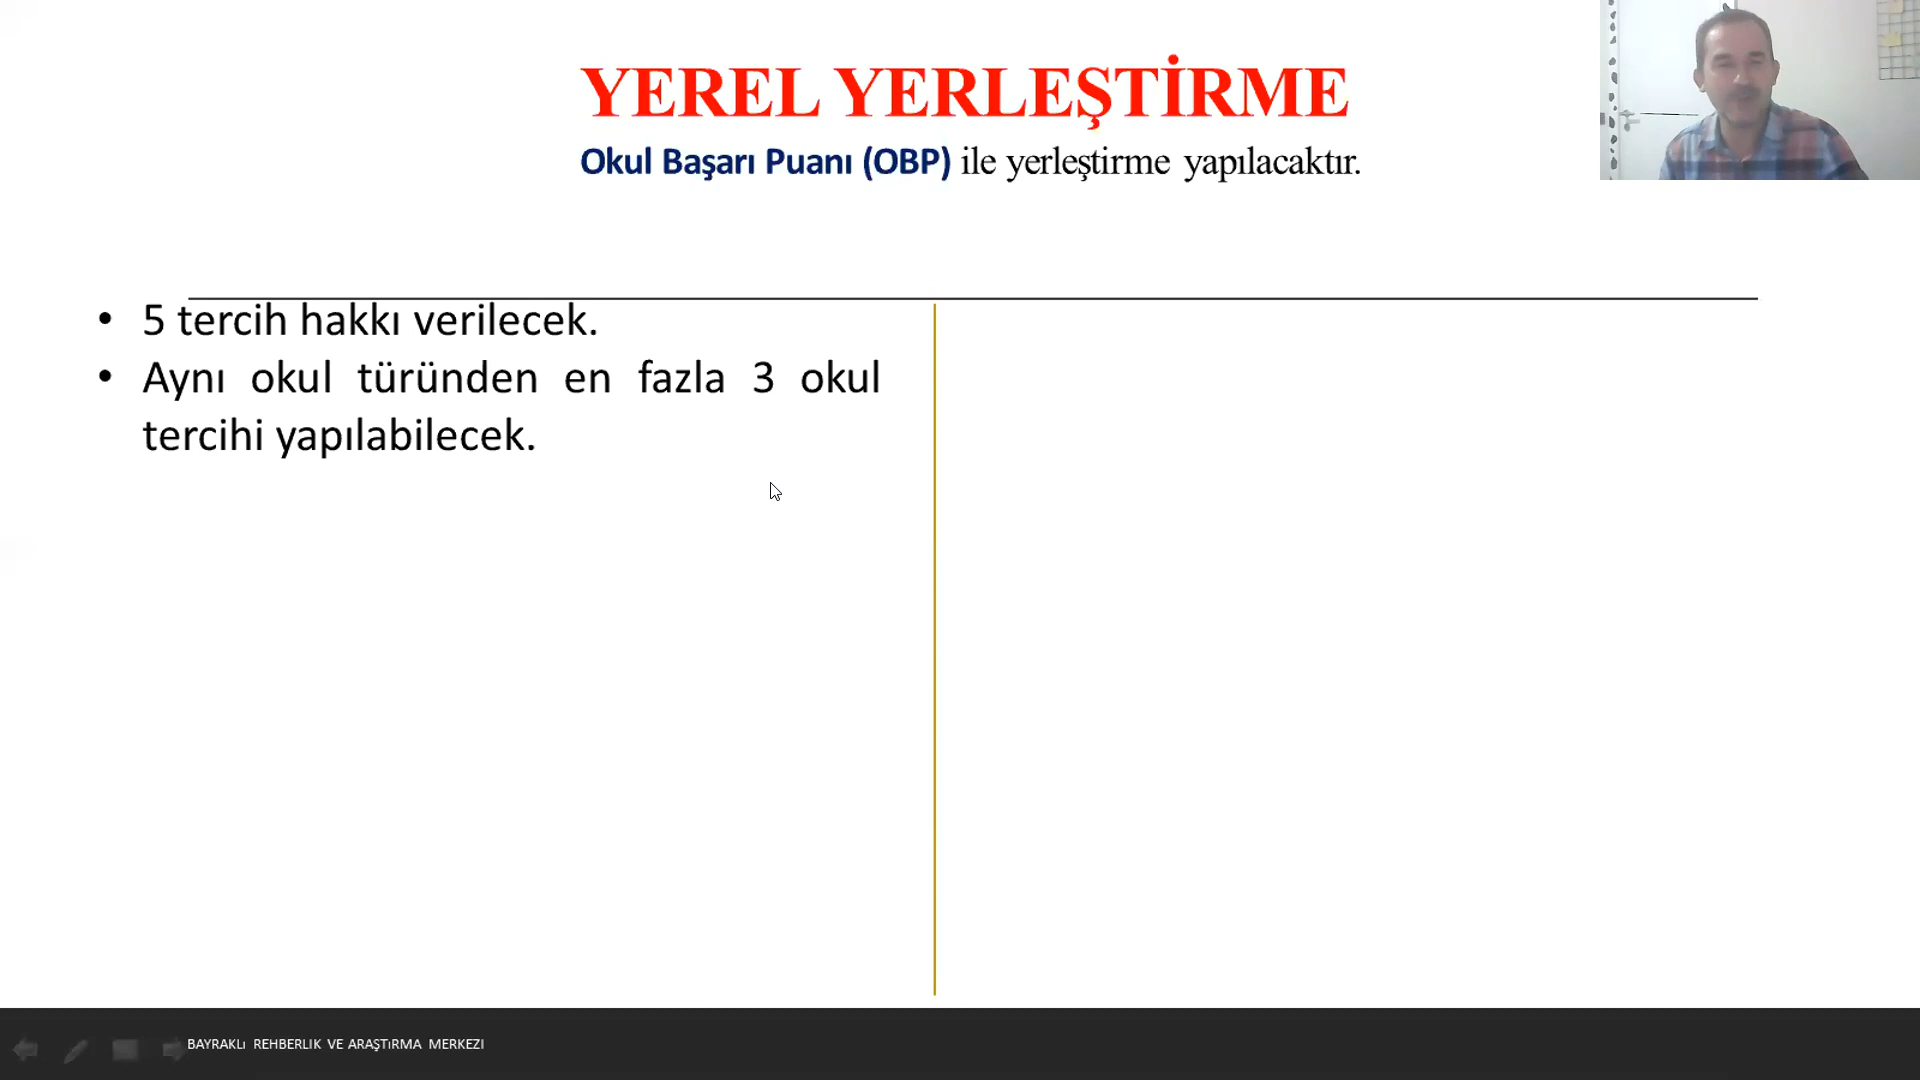 YEREL YERLEŞTİRME
Okul Başarı Puanı (OBP) ile yerleştirme yapılacaktır.
• 5 tercih hakkı verilecek.
• Aynı okul türünden en fazla 3 okul
tercihi yapılabilecek.
BAYRAKLı REHBERLIK VE ARAŞTıRMA MERKEZI